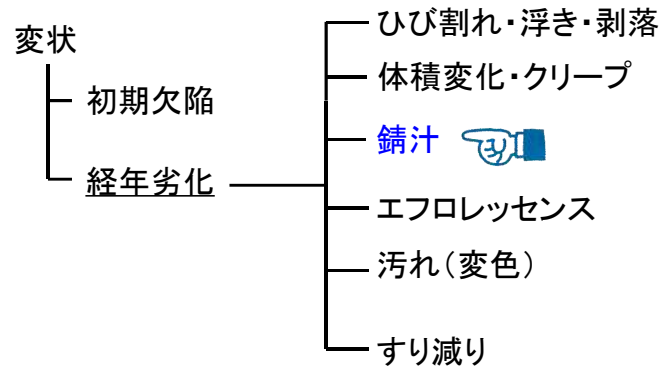 変状
初期欠陥
経年劣化
ひび割れ・浮き・剥落
体積変化・クリープ
錆汁
エフロレッセンス
汚れ（変色）
すり減り